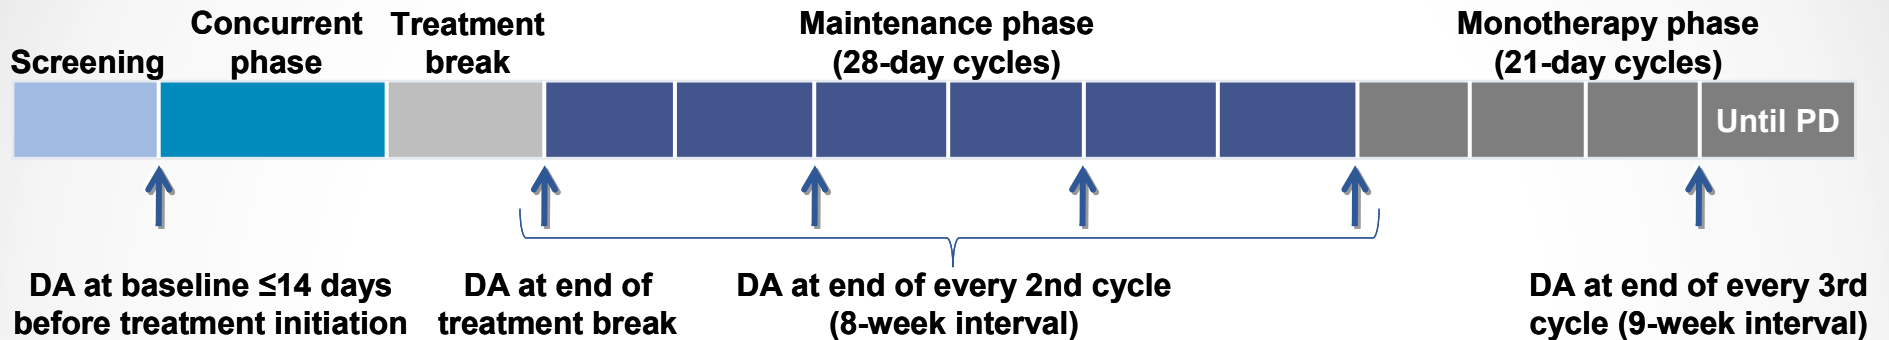 Screening
Concurrent
phase
Treatment
break
Maintenance phase
(28-day cycles)
Monotherapy phase
(21-day cycles)
Until PD
DA at baseline ≤14 days
before treatment initiation
DA at end of
treatment break
DA at end of every 2nd cycle
(8-week interval)
DA at end of every 3rd
cycle (9-week interval)